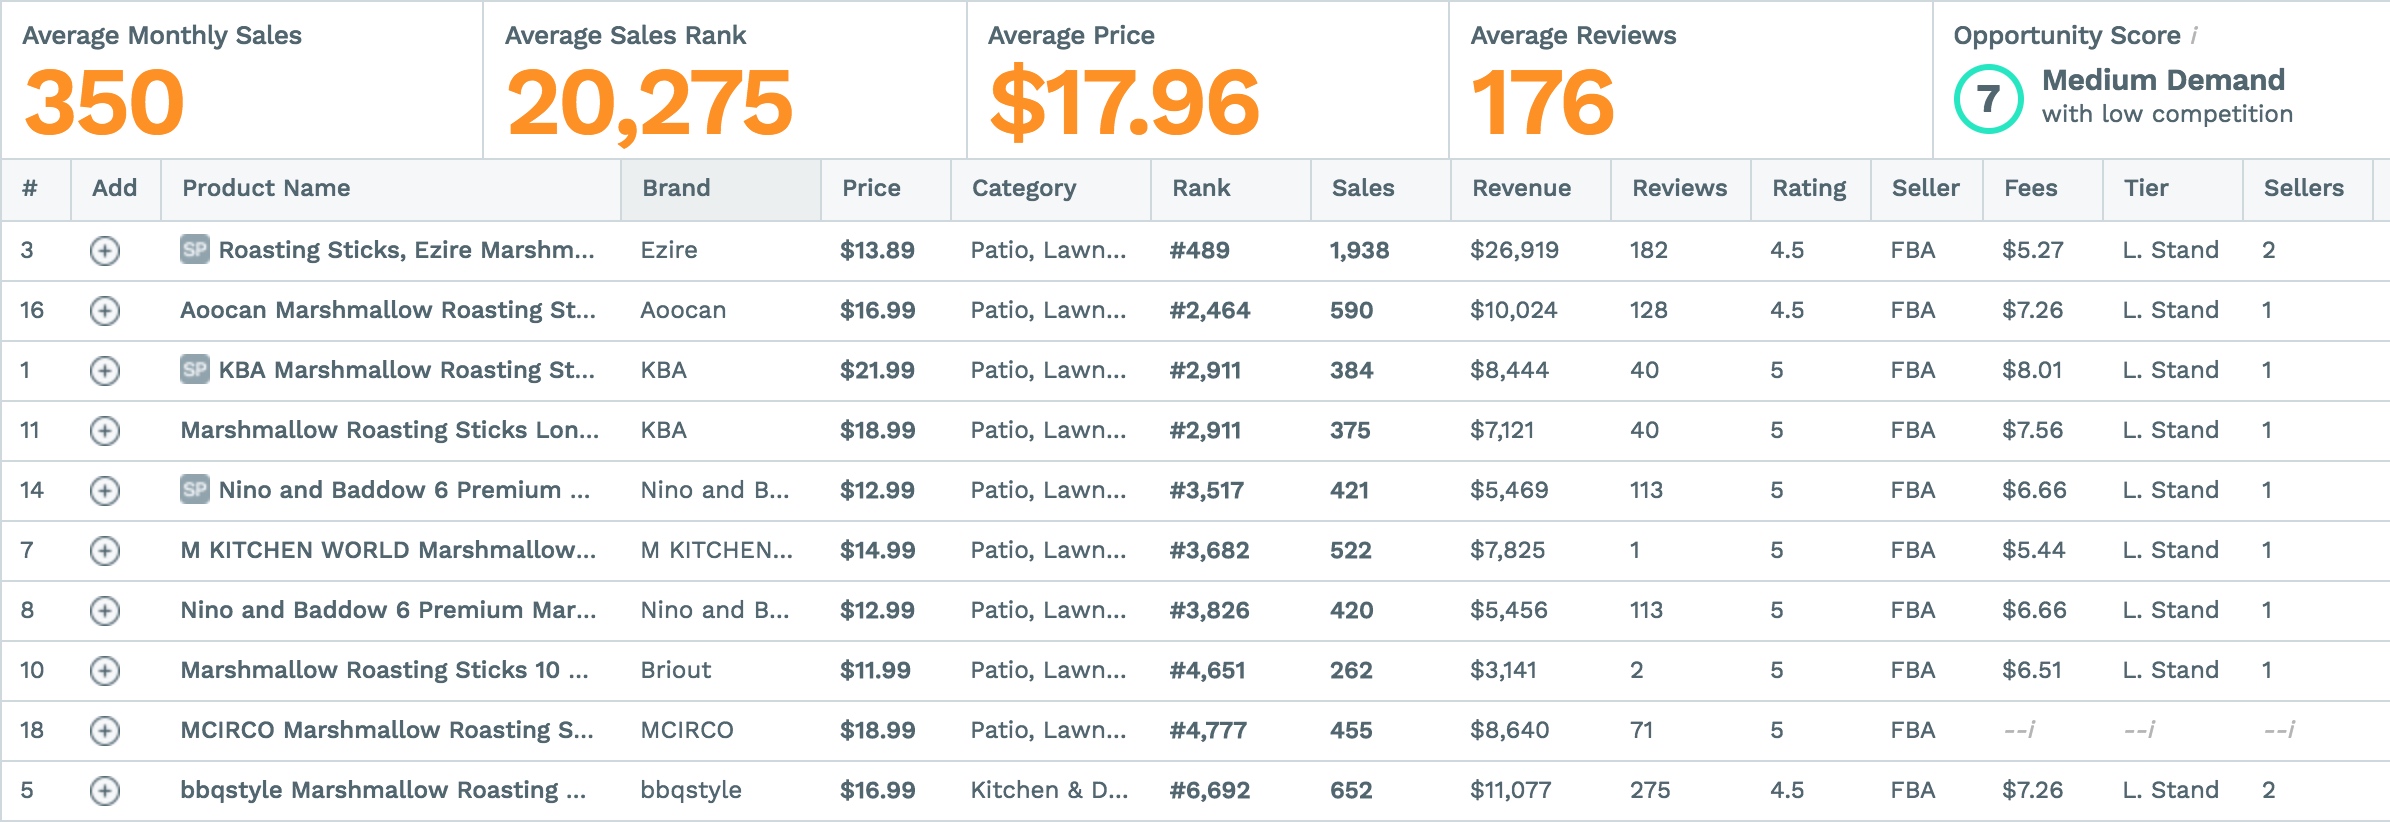 Average Monthly Sales
350
Average Sales Rank
20,275
Average Price
$17.96
Average Reviews
176
Opportunity Score i
7
Medium Demand
with low competition
# Add Product Name Brand Price Category Rank Sales Revenue Reviews Rating Seller Fees Tier Sellers
3 SP Roasting Sticks, Ezire Marshm... Ezire $13.89 Patio, Lawn... #489 1,938 $26,919 182 4.5 FBA $5.27 L. Stand 2
16 Aoocan Marshmallow Roasting St... Aoocan $16.99 Patio, Lawn... #2,464 590 $10,024 128 4.5 FBA $7.26 L. Stand 1
1 SP KBA Marshmallow Roasting St... KBA $21.99 Patio, Lawn... #2,911 384 $8,444 40 5 FBA $8.01 L. Stand 1
11 Marshmallow Roasting Sticks Lon... KBA $18.99 Patio, Lawn... #2,911 375 $7,121 40 5 FBA $7.56 L. Stand 1
14 SP Nino and Baddow 6 Premium ... Nino and B... $12.99 Patio, Lawn... #3,517 421 $5,469 113 5 FBA $6.66 L. Stand 1
7 M KITCHEN WORLD Marshmallow... M KITCHEN... $14.99 Patio, Lawn... #3,682 522 $7,825 1 5 FBA $5.44 L. Stand 1
8 Nino and Baddow 6 Premium Mar... Nino and B... $12.99 Patio, Lawn... #3,826 420 $5,456 113 5 FBA $6.66 L. Stand 1
10 Marshmallow Roasting Sticks 10 ... Briout $11.99 Patio, Lawn... #4,651 262 $3,141 2 5 FBA $6.51 L. Stand 1
18 MCIRCO Marshmallow Roasting S... MCIRCO $18.99 Patio, Lawn... #4,777 455 $8,640 71 5 FBA --i --i --i
5 bbqstyle Marshmallow Roasting ... bbqstyle $16.99 Kitchen & D... #6,692 652 $11,077 275 4.5 FBA $7.26 L. Stand 2